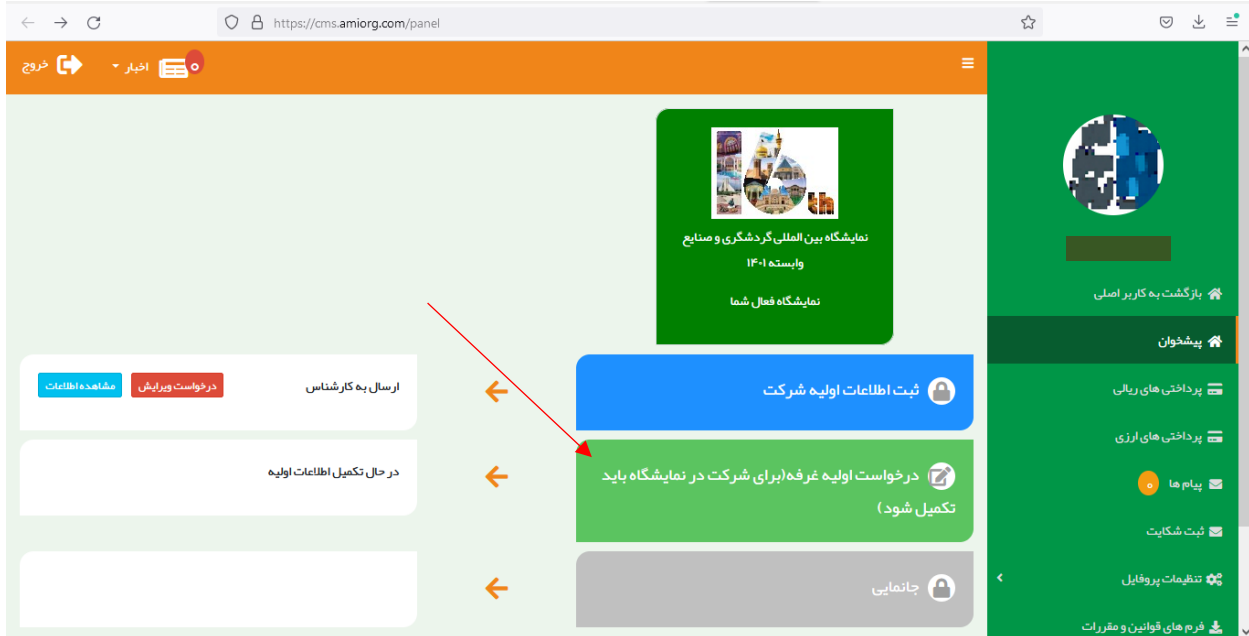 https://cms.amiorg.com/panel
۰
اخبار
خروج
بازگشت به کاربر اصلی
پیشخوان
پرداختی های ریالی
پرداختی های ارزی
پیام ها ۰
ثبت شکایت
تنظیمات پروفایل
فرم های قوانین و مقررات
16th
نمایشگاه بین المللی گردشگری و صنایع
وابسته ۱۴۰۱
نمایشگاه فعال شما
ثبت اطلاعات اولیه شرکت
ارسال به کارشناس
درخواست ویرایش
مشاهده اطلاعات
درخواست اولیه غرفه(برای شرکت در نمایشگاه باید
تکمیل شود)
در حال تکمیل اطلاعات اولیه
جانمایی